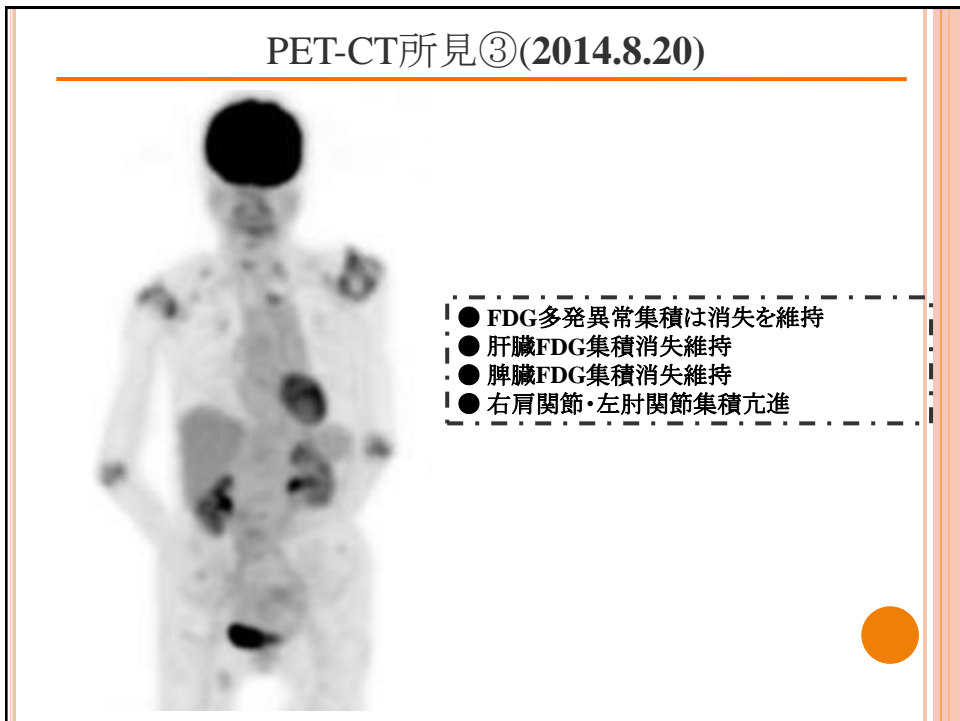 PET-CT所見③(2014.8.20)
● FDG多発異常集積は消失を維持
● 肝臓FDG集積消失維持
● 脾臓FDG集積消失維持
● 右肩関節・左肘関節集積亢進